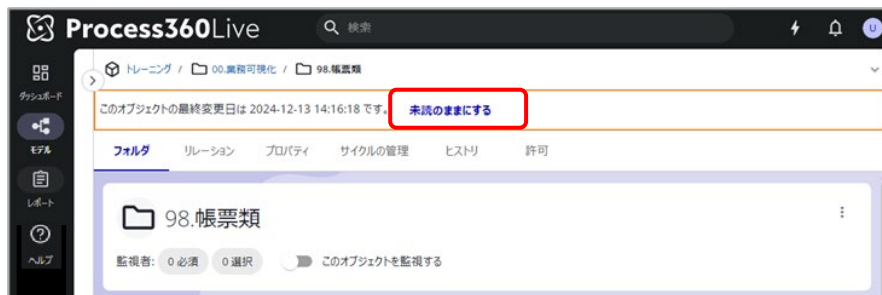 Process360Live
検索
U
トレーニング / 00.業務可視化 / 98.帳票類
ダッシュボード
このオブジェクトの最終変更日は 2024-12-13 14:16:18 です。 未読のままにする
モデル
フォルダ リレーション プロパティ サイクルの管理 ヒストリ 許可
レポート
98.帳票類
ヘルプ
監視者: 0 必須 0 選択 このオブジェクトを監視する